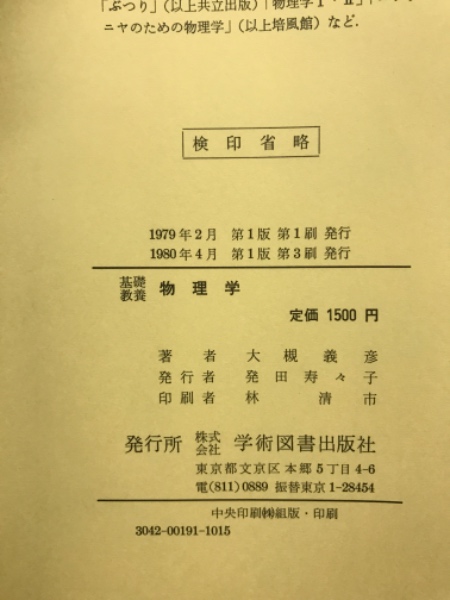 「ぶつり」(以上共立出版)「物理学Ⅰ・Ⅱ」
ニヤのための物理学」(以上培風館)など.
検印省略
1979年2月 第1版 第1刷 発行
1980年4月 第1版 第3刷 発行
基礎教養 物理学
定価 1500 円
著者 大槻義彦
発行者 発田寿々子
印刷者 林清市
発行所 株式会社 学術図書出版社
東京都文京区本郷5丁目4-6
電(811)0889 振替東京1-28454
中央印刷㈱組版・印刷
3042-00191-1015